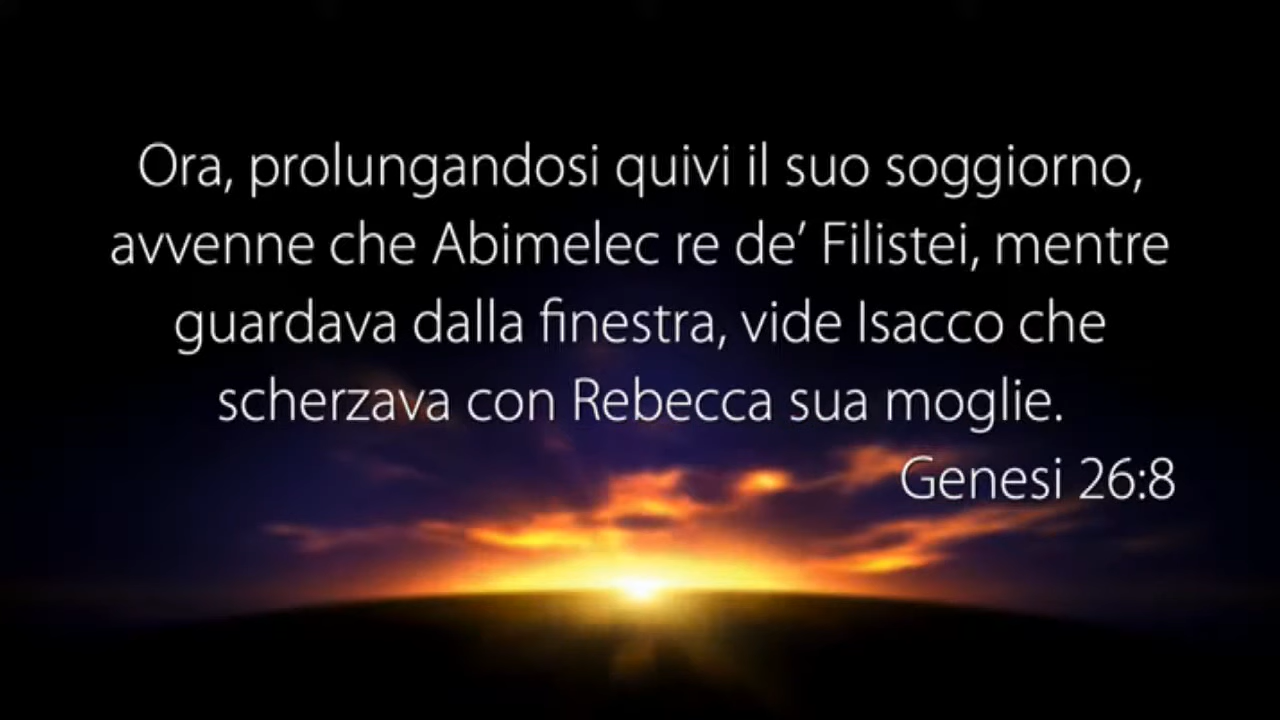 Ora, prolungandosi quivi il suo soggiorno,
avvenne che Abimelec re de’ Filistei, mentre
guardava dalla finestra, vide Isacco che
scherzava con Rebecca sua moglie.
Genesi 26:8